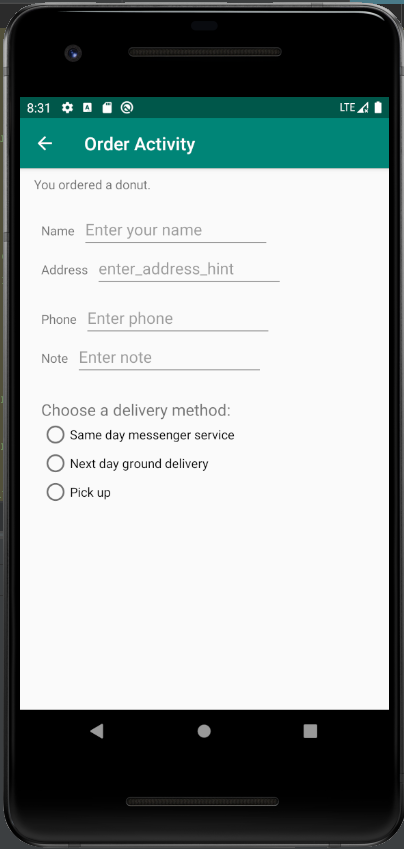 8:31 LTE
Order Activity
You ordered a donut.
Name Enter your name
Address enter_address_hint
Phone Enter phone
Note Enter note
Choose a delivery method:
Same day messenger service
Next day ground delivery
Pick up